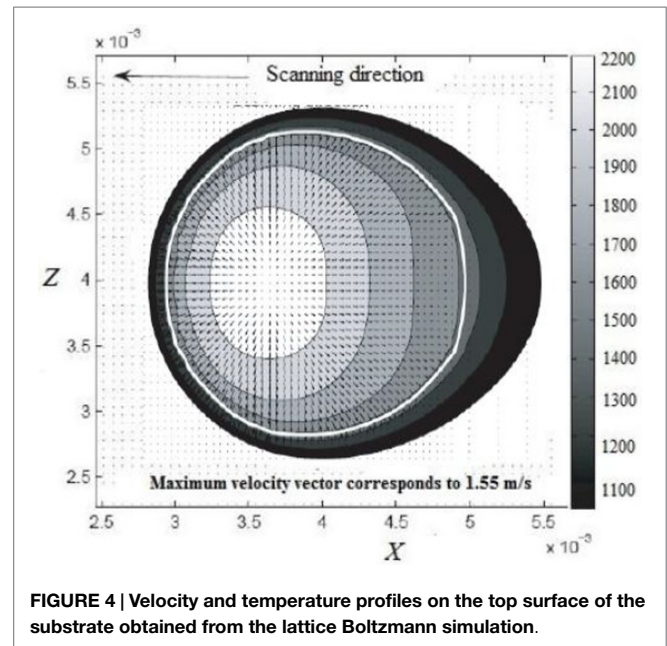 x 10⁻³
5.5
Scanning direction
5
4.5
Z
4
3.5
3
2.5
Maximum velocity vector corresponds to 1.55 m/s
2.5 3 3.5 4 4.5 5 5.5
X
x 10⁻³
2200
2100
2000
1900
1800
1700
1600
1500
1400
1300
1200
1100
FIGURE 4 | Velocity and temperature profiles on the top surface of the
substrate obtained from the lattice Boltzmann simulation.